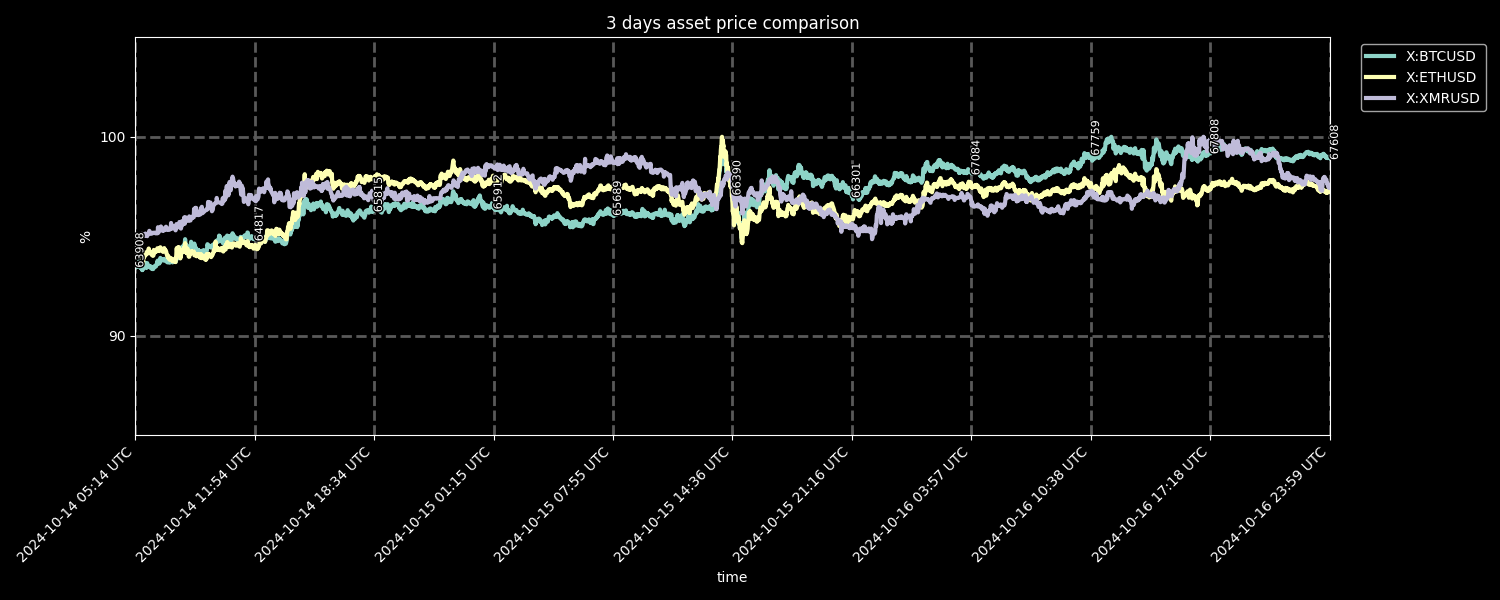 3 days asset price comparison
X:BTCUSD
X:ETHUSD
X:XMRUSD
100
90
%
63908
64817
65815
65912
65689
66390
66301
67084
67759
67808
67608
2024-10-14 05:14 UTC
2024-10-14 11:54 UTC
2024-10-14 18:34 UTC
2024-10-15 01:15 UTC
2024-10-15 07:55 UTC
2024-10-15 14:36 UTC
2024-10-15 21:16 UTC
2024-10-16 03:57 UTC
2024-10-16 10:38 UTC
2024-10-16 17:18 UTC
2024-10-16 23:59 UTC
time